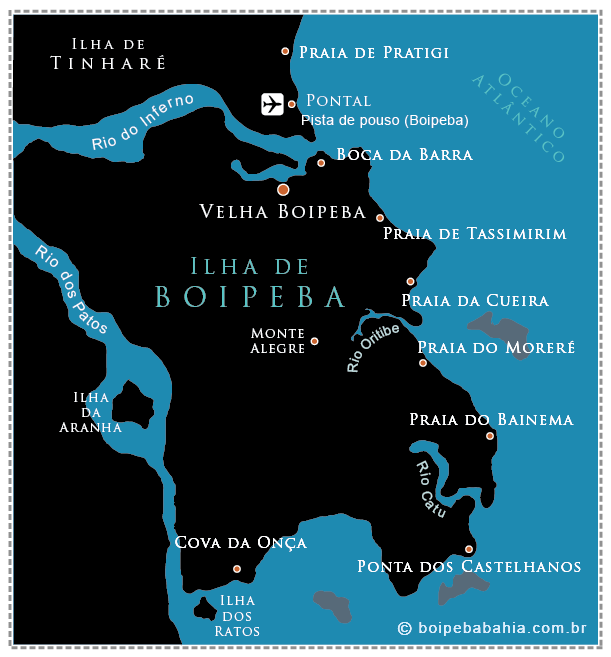 Ilha de
Tinharé
Praia de Pratigi
Oceano
Atlântico
Pontal
Pista de pouso (Boipeba)
Rio do Inferno
Boca da Barra
Velha Boipeba
Praia de Tassimirim
Rio dos Patos
Ilha de
BOIPEBA
Praia da Cueira
Monte
Alegre
Rio Oritibe
Praia do Moreré
Ilha
da
Aranha
Praia do Bainema
Rio Catu
Cova da Onça
Ponta dos Castelhanos
Ilha
dos
Ratos
© boipebabahia.com.br